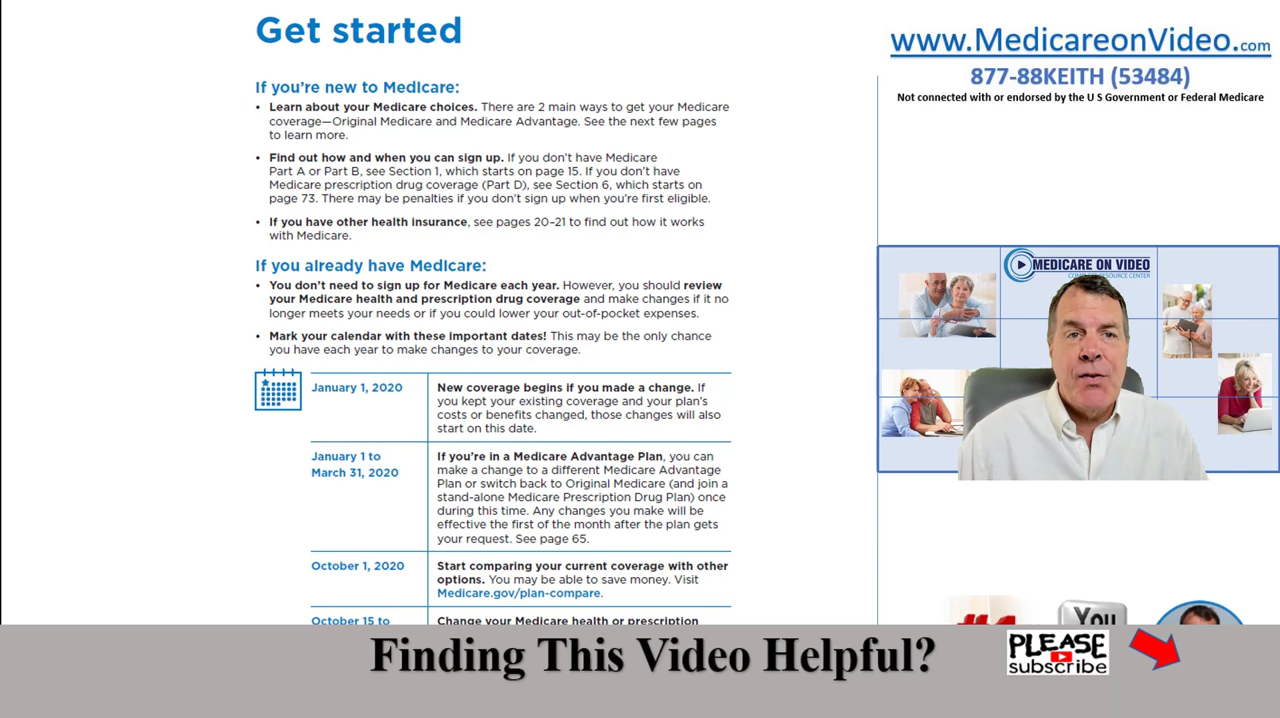 Get started
If you're new to Medicare:
• Learn about your Medicare choices. There are 2 main ways to get your Medicare
coverage—Original Medicare and Medicare Advantage. See the next few pages
to learn more.
• Find out how and when you can sign up. If you don't have Medicare
Part A or Part B, see Section 1, which starts on page 15. If you don't have
Medicare prescription drug coverage (Part D), see Section 6, which starts on
page 73. There may be penalties if you don't sign up when you're first eligible.
• If you have other health insurance, see pages 20–21 to find out how it works
with Medicare.
If you already have Medicare:
• You don't need to sign up for Medicare each year. However, you should review
your Medicare health and prescription drug coverage and make changes if it no
longer meets your needs or if you could lower your out-of-pocket expenses.
• Mark your calendar with these important dates! This may be the only chance
you have each year to make changes to your coverage.
January 1, 2020
New coverage begins if you made a change. If
you kept your existing coverage and your plan's
costs or benefits changed, those changes will also
start on this date.
January 1 to
March 31, 2020
If you're in a Medicare Advantage Plan, you can
make a change to a different Medicare Advantage
Plan or switch back to Original Medicare (and join a
stand-alone Medicare Prescription Drug Plan) once
during this time. Any changes you make will be
effective the first of the month after the plan gets
your request. See page 65.
October 1, 2020
Start comparing your current coverage with other
options. You may be able to save money. Visit
Medicare.gov/plan-compare.
October 15 to
Change your Medicare health or prescription
www.MedicareonVideo.com
877-88KEITH (53484)
Not connected with or endorsed by the U S Government or Federal Medicare
MEDICARE ON VIDEO
#1
You
Finding This Video Helpful?
PLEASE
subscribe